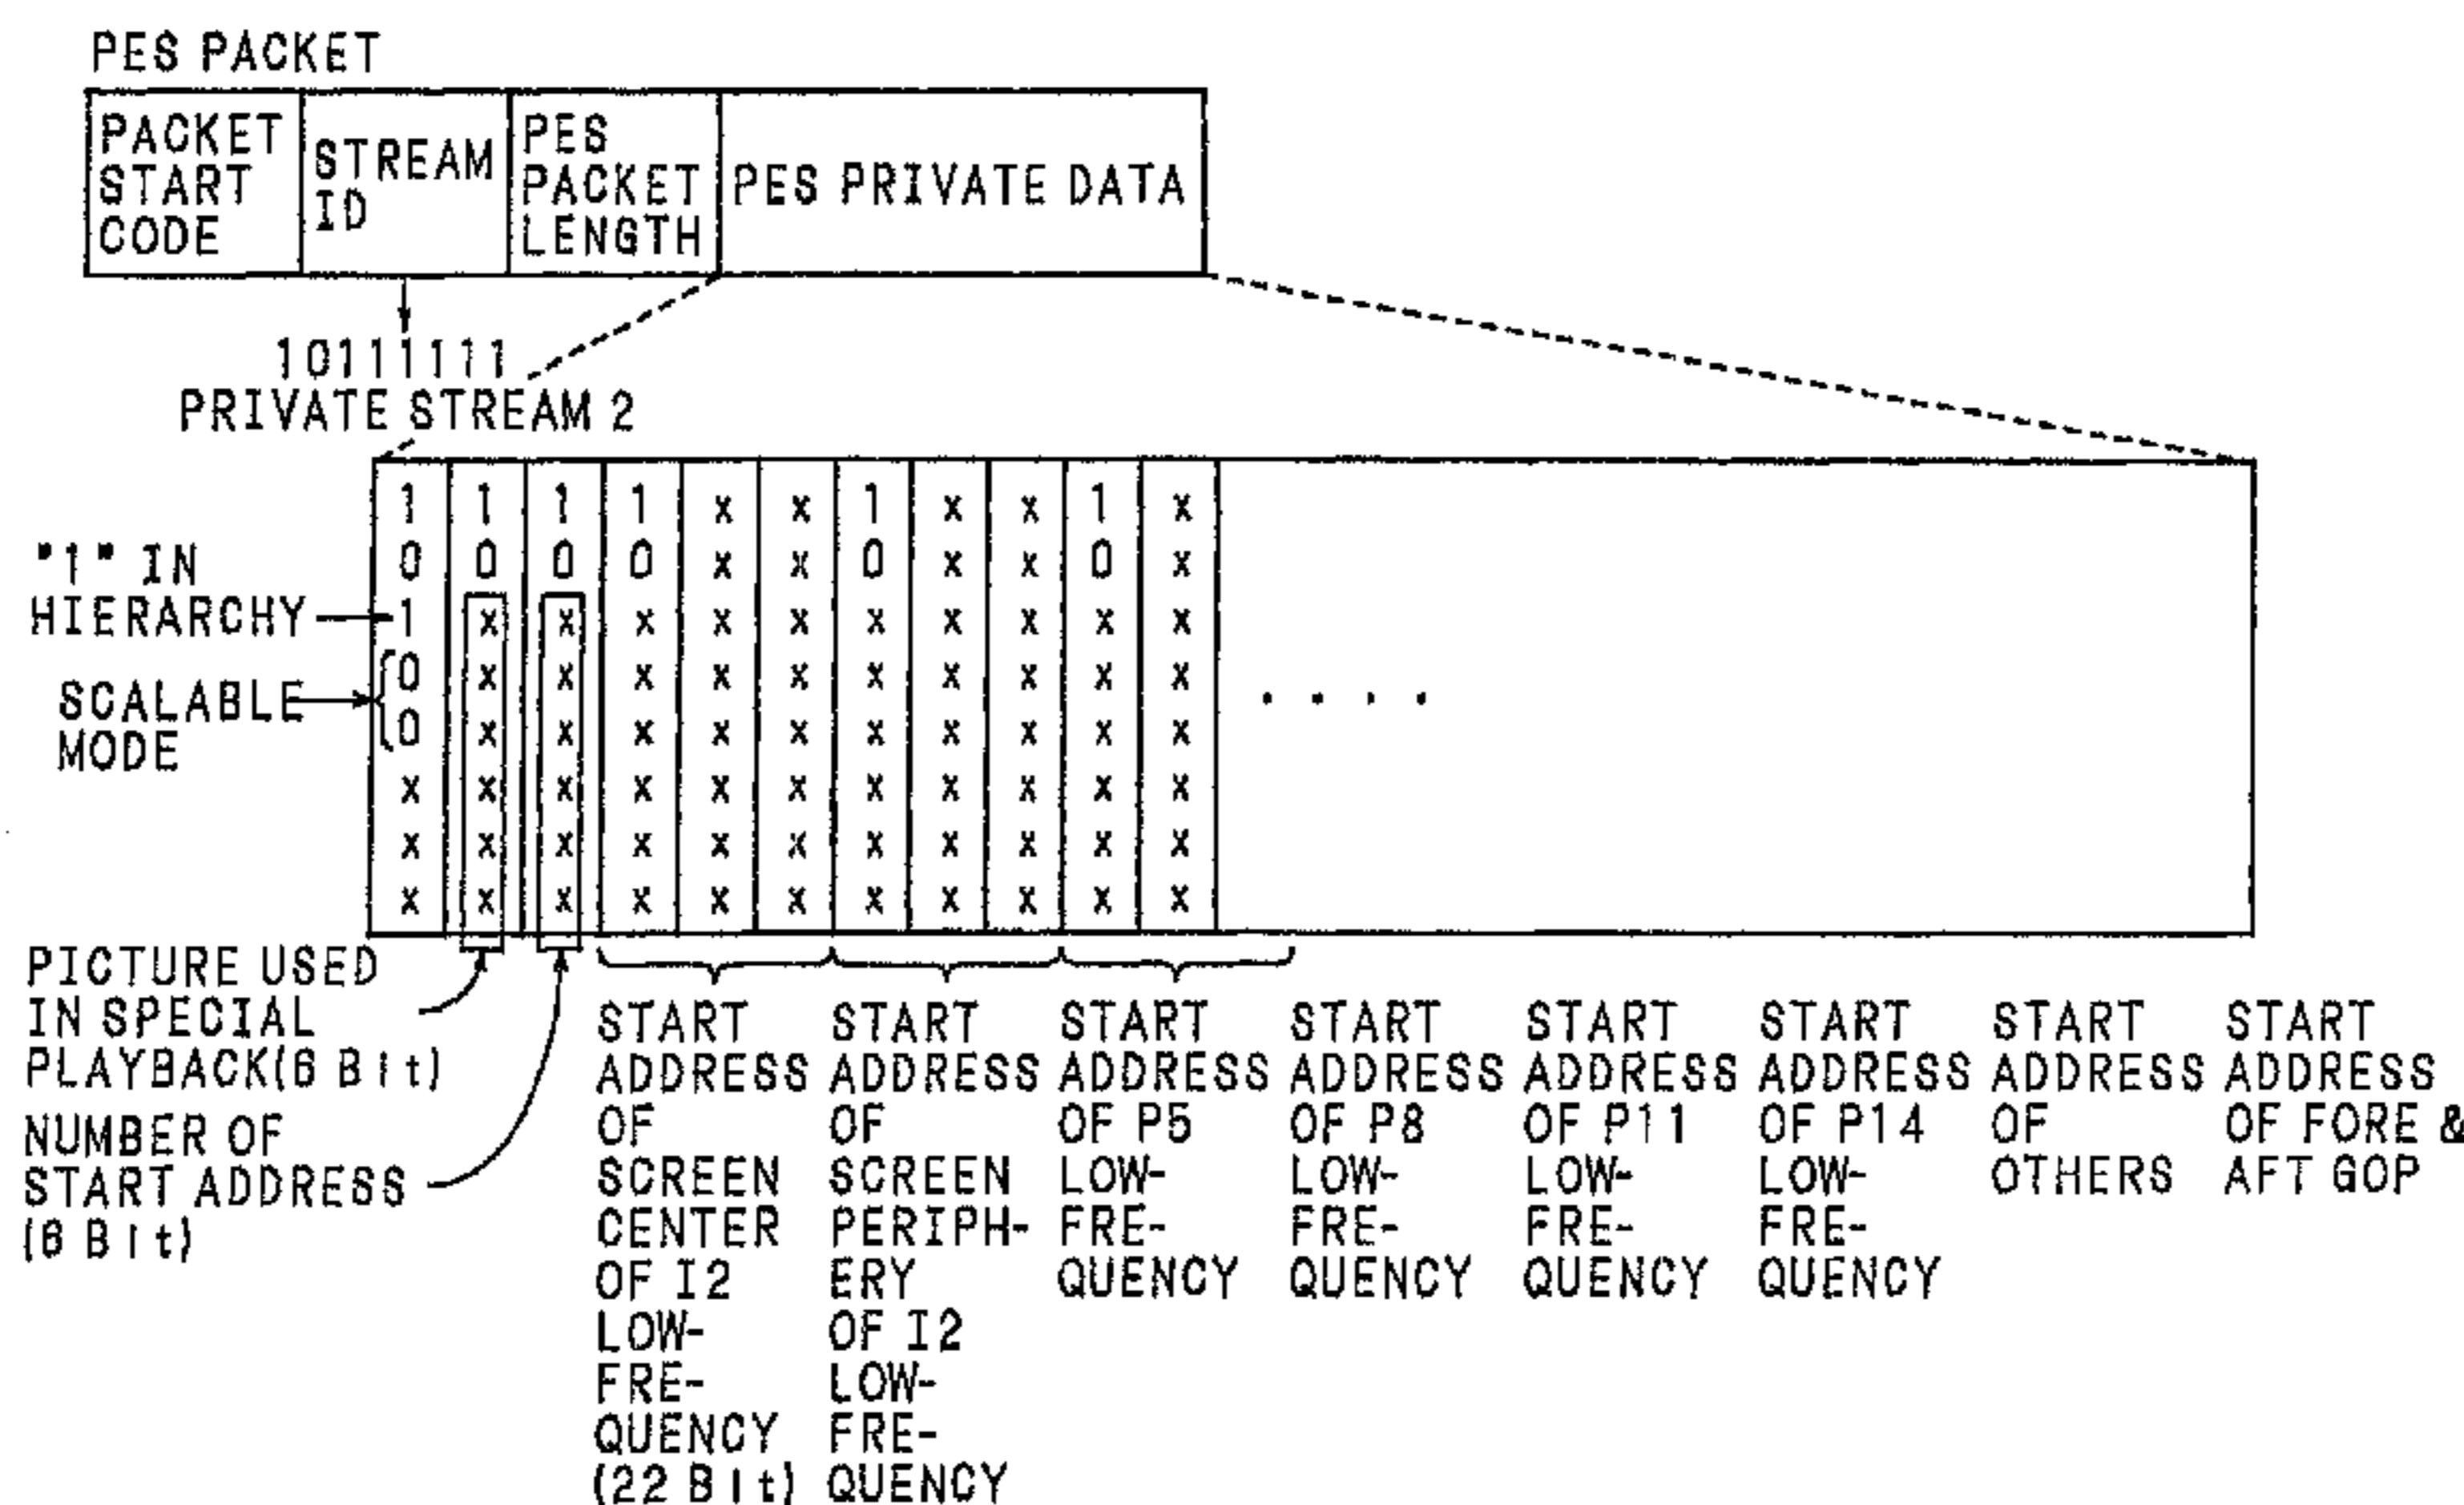 PES PACKET
PACKET
START
CODE
STREAM
ID
PES
PACKET
LENGTH
PES PRIVATE DATA
10111111
PRIVATE STREAM 2
1 1 1 1 x x 1 x x 1 x
0 0 0 0 x x 0 x x 0 x
1 x x x x x x x x x x
0 x x x x x x x x x x
0 x x x x x x x x x x
x x x x x x x x x x x
x x x x x x x x x x x
x x x x x x x x x x x
. . . .
"1" IN
HIERARCHY
SCALABLE
MODE
PICTURE USED
IN SPECIAL
PLAYBACK(6 Bit)
NUMBER OF
START ADDRESS
(6 Bit)
START
ADDRESS
OF
SCREEN
CENTER
OF I2
LOW-
FRE-
QUENCY
(22 Bit)
START
ADDRESS
OF
SCREEN
PERIPH-
ERY
OF I2
LOW-
FRE-
QUENCY
START
ADDRESS
OF P5
LOW-
FRE-
QUENCY
START
ADDRESS
OF P8
LOW-
FRE-
QUENCY
START
ADDRESS
OF P11
LOW-
FRE-
QUENCY
START
ADDRESS
OF P14
LOW-
FRE-
QUENCY
START
ADDRESS
OF
OTHERS
START
ADDRESS
OF FORE &
AFT GOP